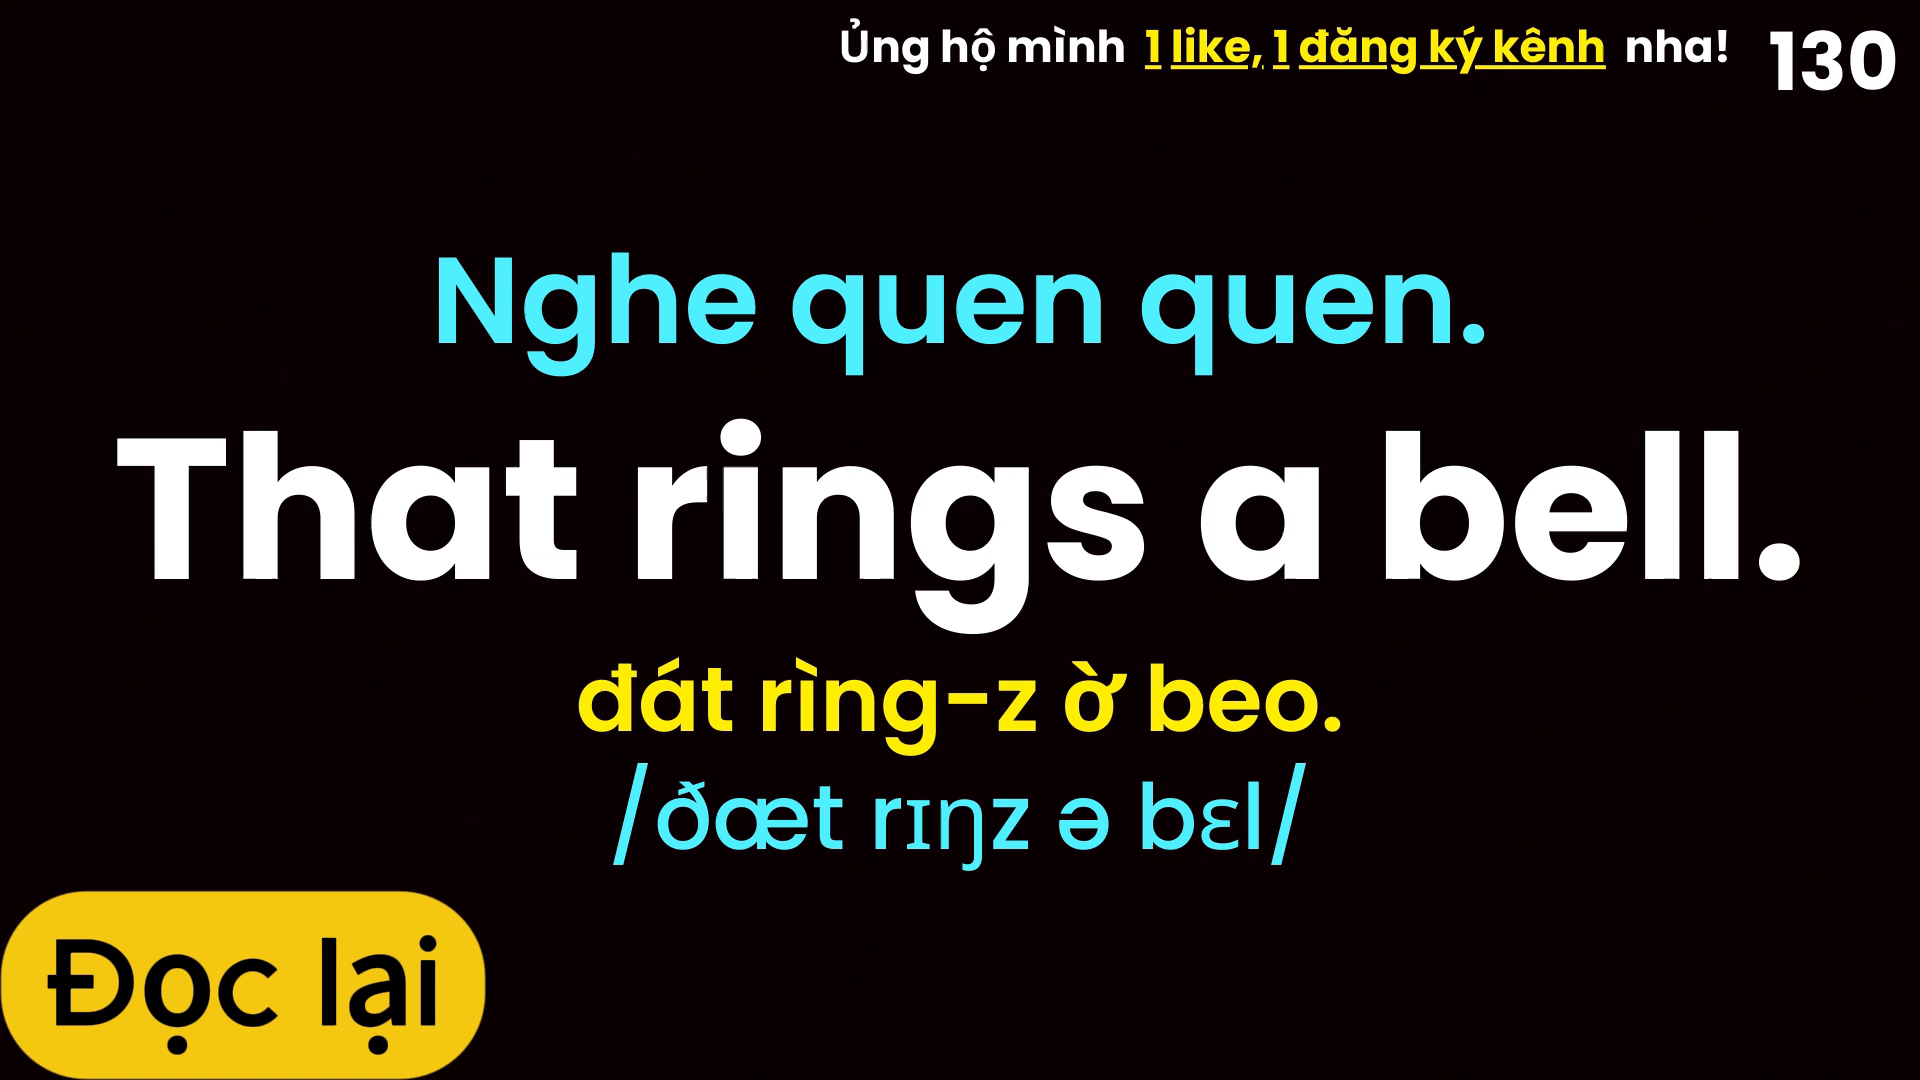 Ủng hộ mình 1 like, 1 đăng ký kênh nha! 130
Nghe quen quen.
That rings a bell.
đát rìng-z ờ beo.
/ðæt rɪŋz ə bɛl/
Đọc lại